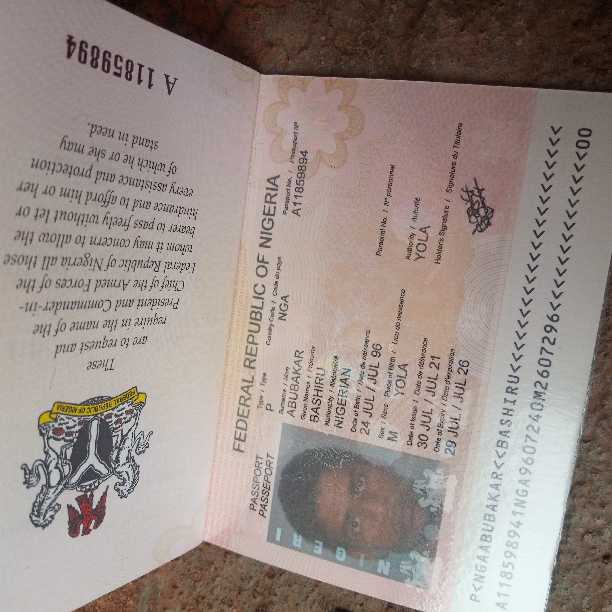 A 11859894
These
are to request and
require in the name of the
President and Commander-in-
Chief of the Armed Forces of the
Federal Republic of Nigeria all those
whom it may concern to allow the
bearer to pass freely without let or
hindrance and to afford him or her
every assistance and protection
of which he or she may
stand in need.
FEDERAL REPUBLIC OF NIGERIA
FEDERAL REPUBLIC OF NIGERIA
PASSPORT
PASSEPORT
Type / Type
P
Country Code / Code du pays
NGA
Passport No. / Passeport N°
A11859894
Surname / Nom
ABUBAKAR
Given Names / Prénoms
BASHIRU
Nationality / Nationalité
NIGERIAN
Date of Birth / Date de naissance
24 JUL / JUL 96
Personal No. / N° personnel
Sex / Sexe
M
Place of Birth / Lieu de naissance
YOLA
Date of Issue / Date de délivrance
30 JUL / JUL 21
Authority / Autorité
YOLA
Date of Expiry / Date d'expiration
29 JUL / JUL 26
Holder's Signature / Signature du Titulaire
NIGERI